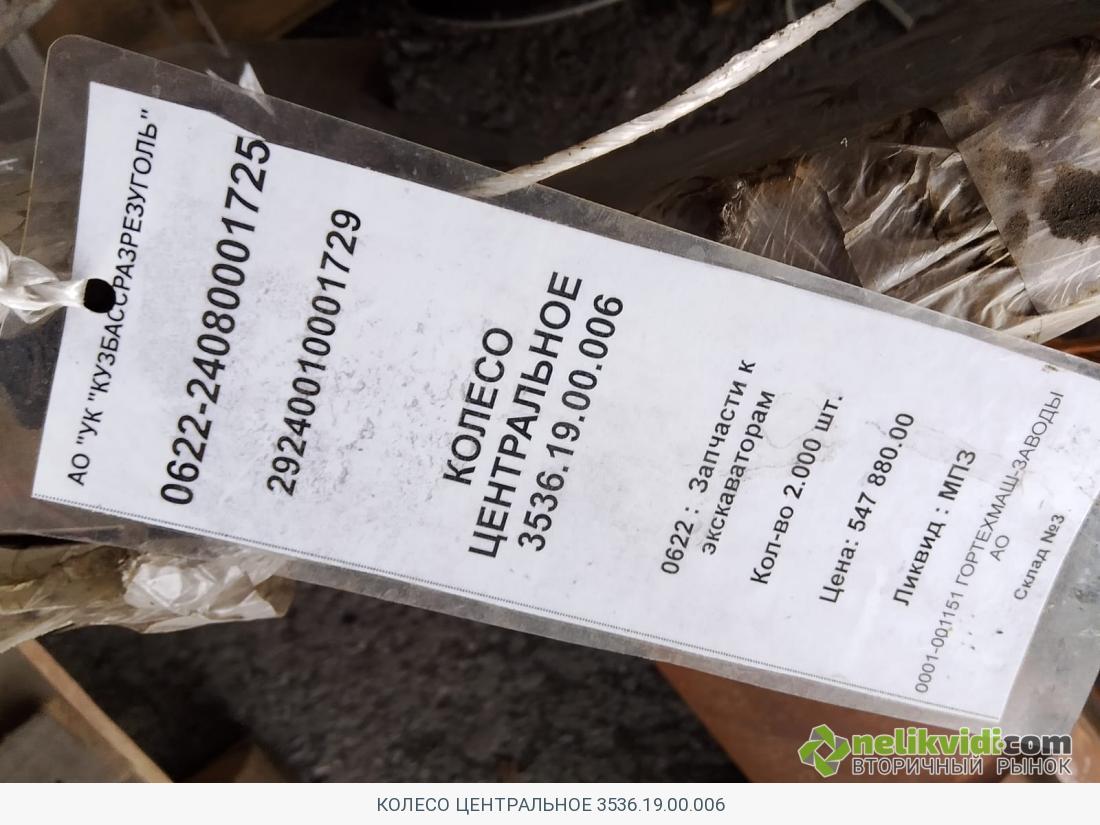 АО "УК "КУЗБАССРАЗРЕЗУГОЛЬ"
0622-2408000001725
292400100001729
КОЛЕСО
ЦЕНТРАЛЬНОЕ
3536.19.00.006
0622 : Запчасти к
экскаваторам
Кол-во 2.000 шт.
Цена: 547 880.00
Ликвид : МПЗ
0001-001151 ГОРТЕХМАШ-ЗАВОДЫ
АО
Склад №3
nelikvidi.com
ВТОРИЧНЫЙ РЫНОК
КОЛЕСО ЦЕНТРАЛЬНОЕ 3536.19.00.006